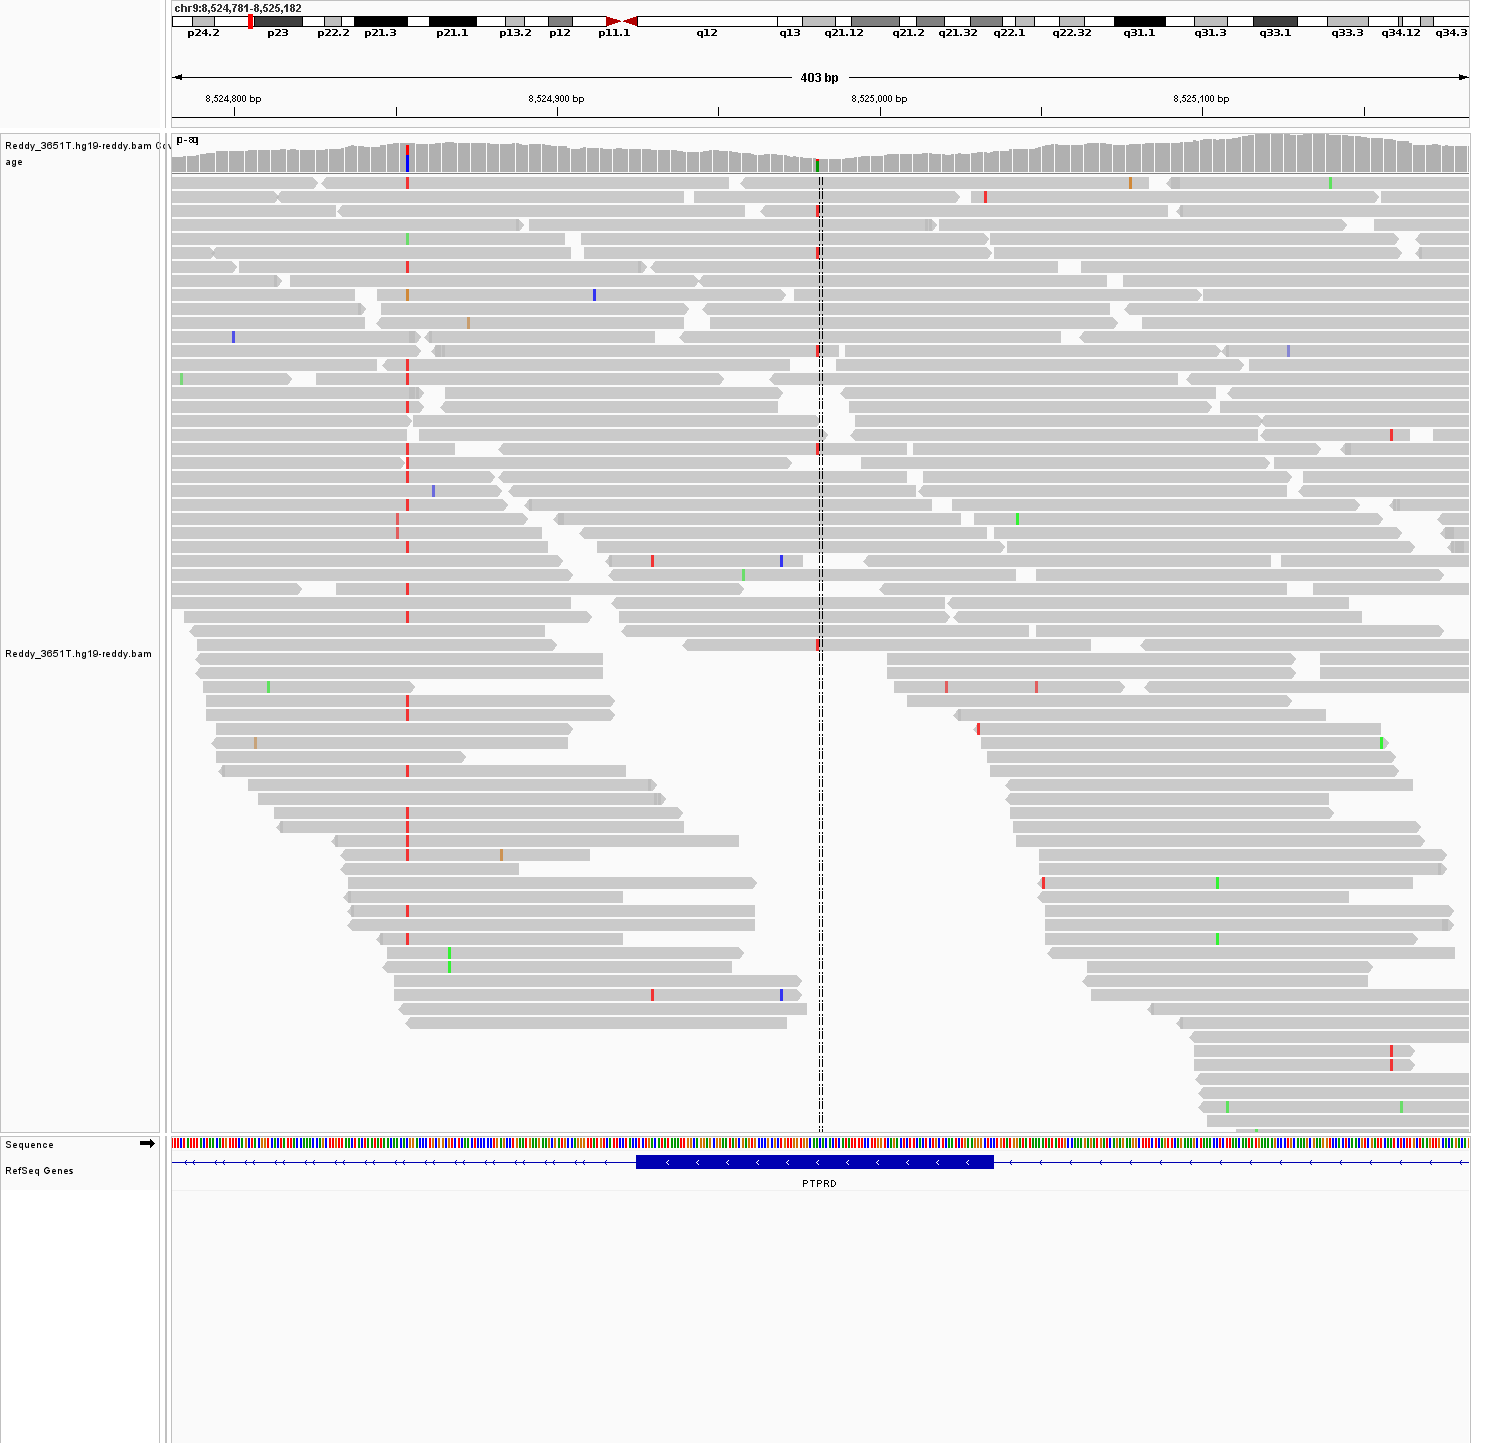 chr9:8,524,781-8,525,182
p24.2 p23 p22.2 p21.3 p21.1 p13.2 p12 p11.1 q12 q13 q21.12 q21.2 q21.32 q22.1 q22.32 q31.1 q31.3 q33.1 q33.3 q34.12 q34.3
403 bp
8,524,800 bp 8,524,900 bp 8,525,000 bp 8,525,100 bp
Reddy_3651T.hg19-reddy.bam Cov
age
[0 - 80]
Reddy_3651T.hg19-reddy.bam
Sequence
RefSeq Genes
PTPRD